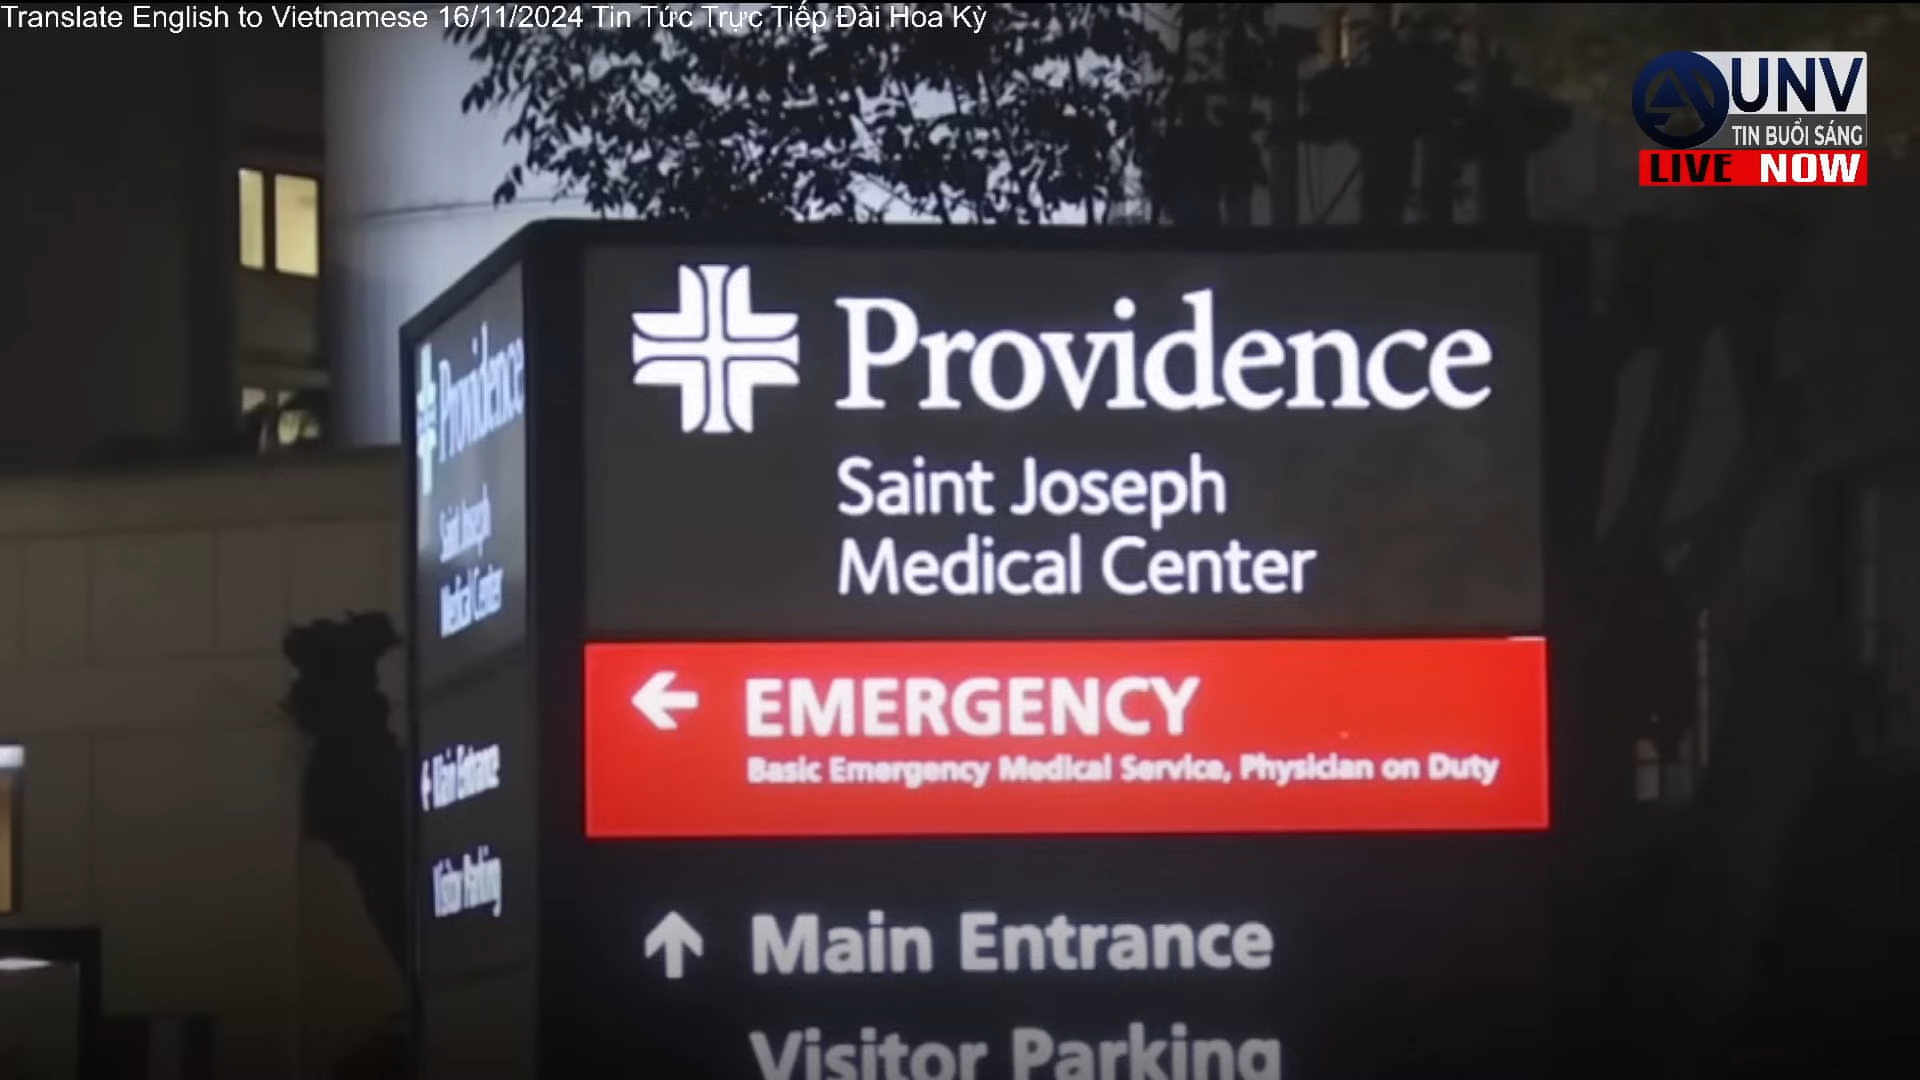 Translate English to Vietnamese 16/11/2024 Tin Tức Trực Tiếp Đài Hoa Kỳ
UNV
TIN BUỔI SÁNG
LIVE NOW
Providence
Saint Joseph
Medical Center
EMERGENCY
Basic Emergency Medical Service, Physician on Duty
Main Entrance
Visitor Parking
Providence
Saint Joseph
Medical Center
Main Entrance
Visitor Parking